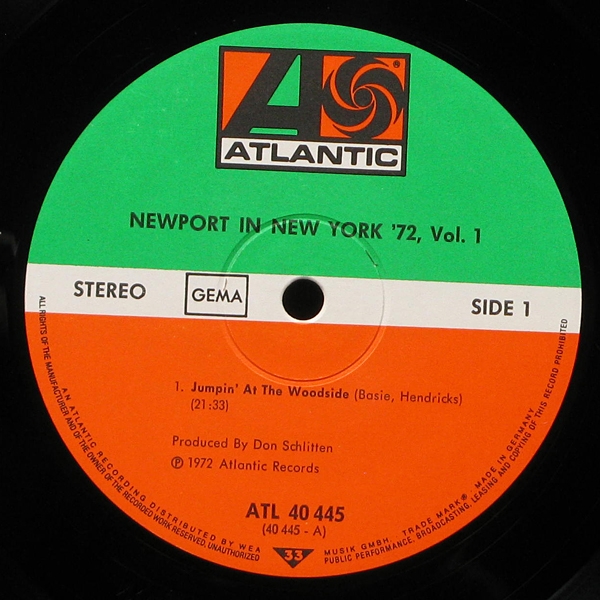 ATLANTIC
®
NEWPORT IN NEW YORK '72, Vol. 1
STEREO
GEMA
SIDE 1
1. Jumpin' At The Woodside (Basie, Hendricks)
(21:33)
Produced By Don Schlitten
℗ 1972 Atlantic Records
ATL 40 445
(40 445 - A)
33
ALL RIGHTS OF THE MANUFACTURER AND OF THE OWNER OF THE RECORDED WORK RESERVED. UNAUTHORIZED PUBLIC PERFORMANCE, BROADCASTING, LEASING AND COPYING OF THIS RECORD PROHIBITED
AN ATLANTIC RECORDING DISTRIBUTED BY WEA MUSIK GMBH. TRADE MARK®. MADE IN GERMANY